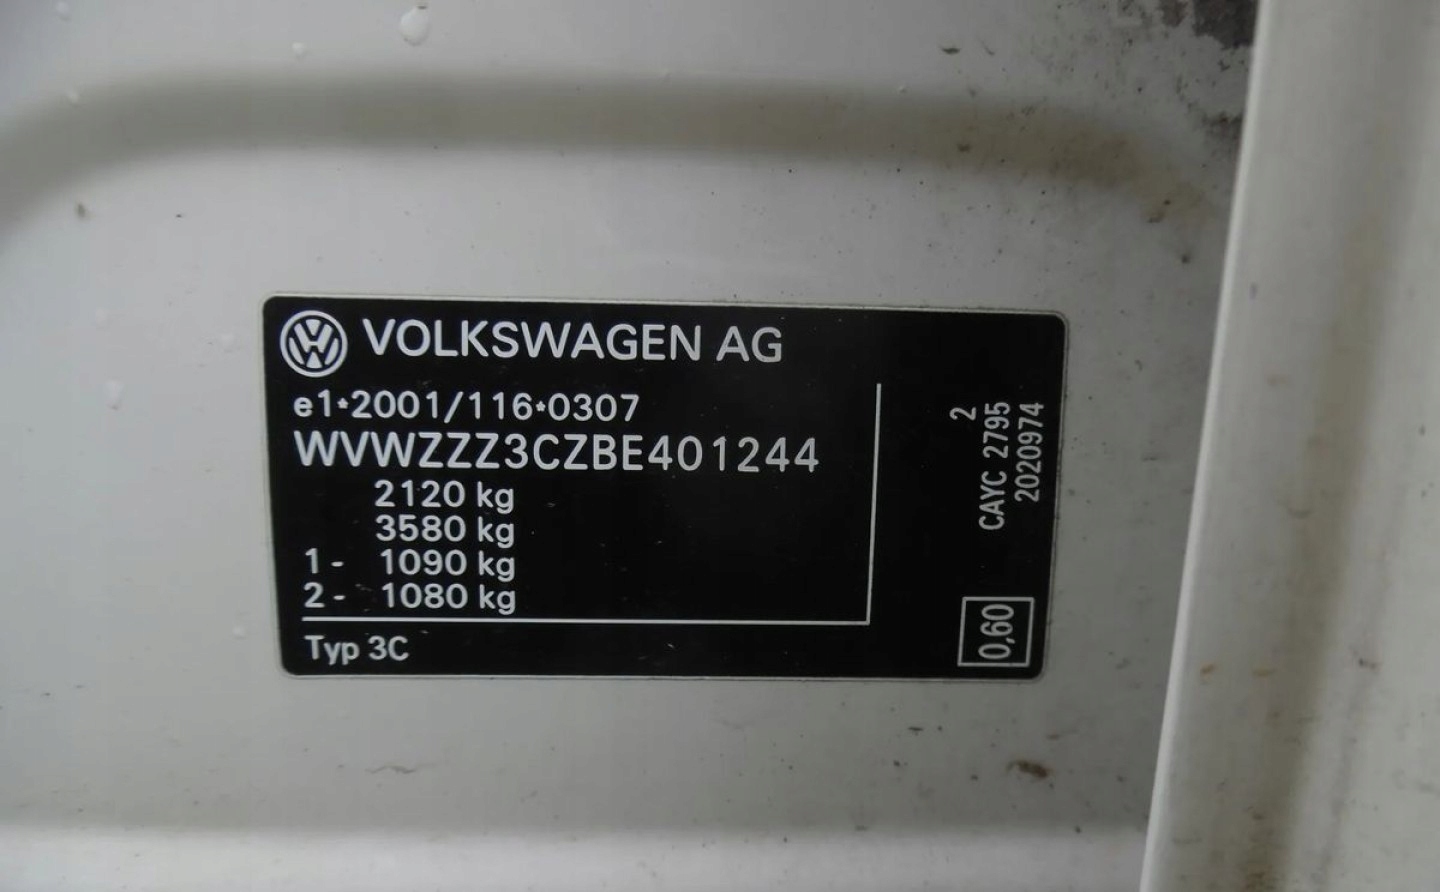 VOLKSWAGEN AG
e1*2001/116*0307
WVWZZZ3CZBE401244
2120 kg
3580 kg
1- 1090 kg
2- 1080 kg
Typ 3C
2
CAYC 2795
2020974
0,60